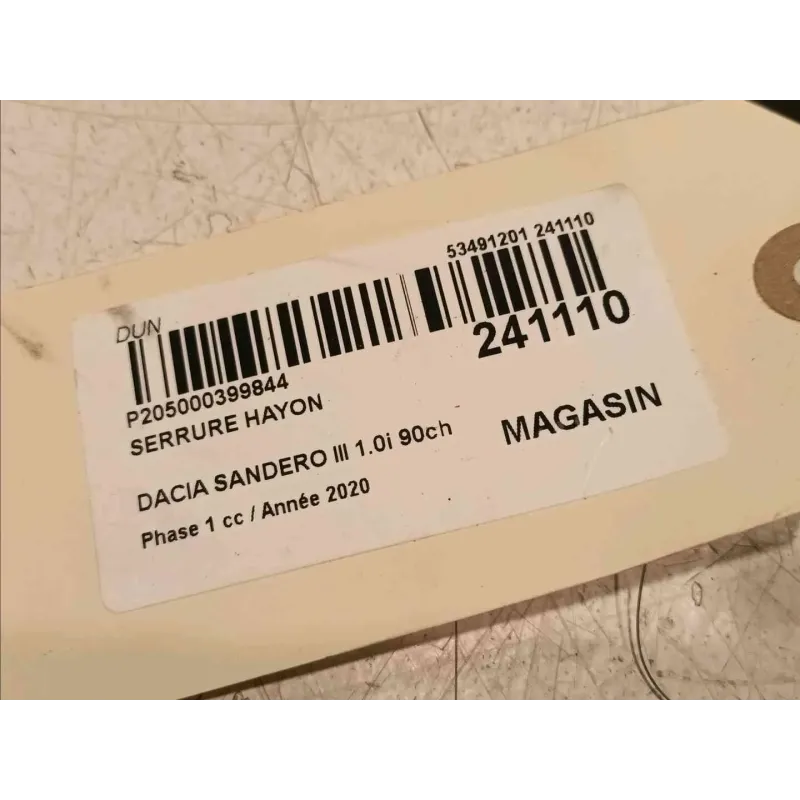 DUN
53491201 241110
241110
P205000399844
SERRURE HAYON
MAGASIN
DACIA SANDERO III 1.0i 90ch
Phase 1 cc / Année 2020